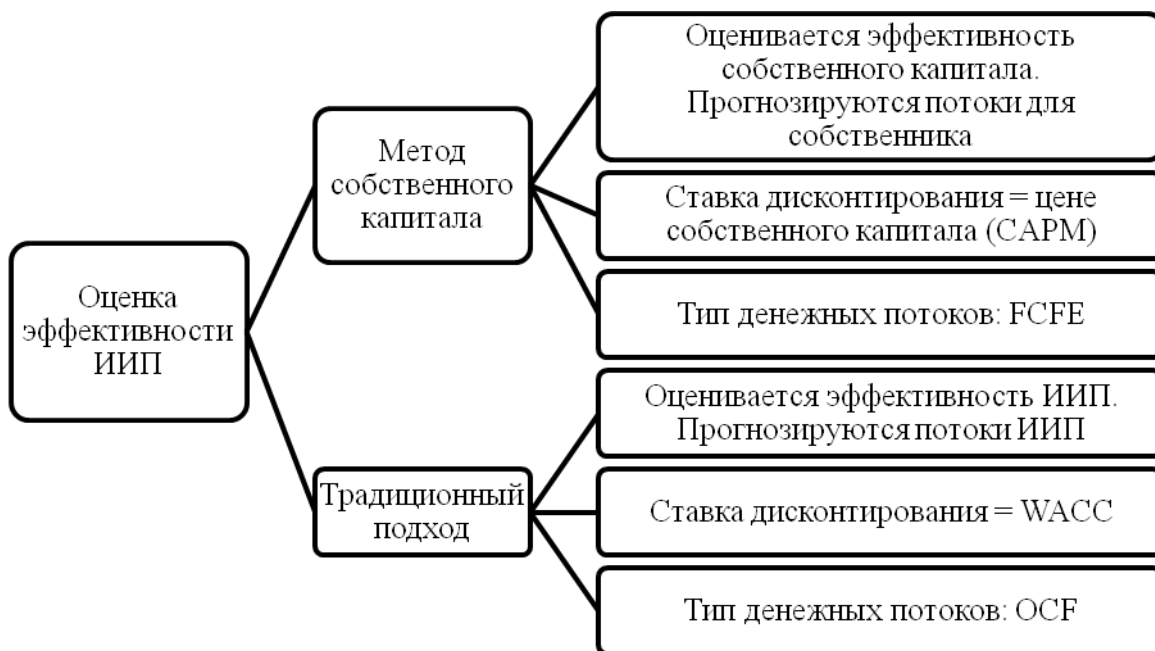 Оценка
эффективности
ИИП
Метод
собственного
капитала
Оценивается эффективность
собственного капитала.
Прогнозируются потоки для
собственника
Ставка дисконтирования = цене
собственного капитала (CAPM)
Тип денежных потоков: FCFE
Традиционный
подход
Оценивается эффективность ИИП.
Прогнозируются потоки ИИП
Ставка дисконтирования = WACC
Тип денежных потоков: OCF